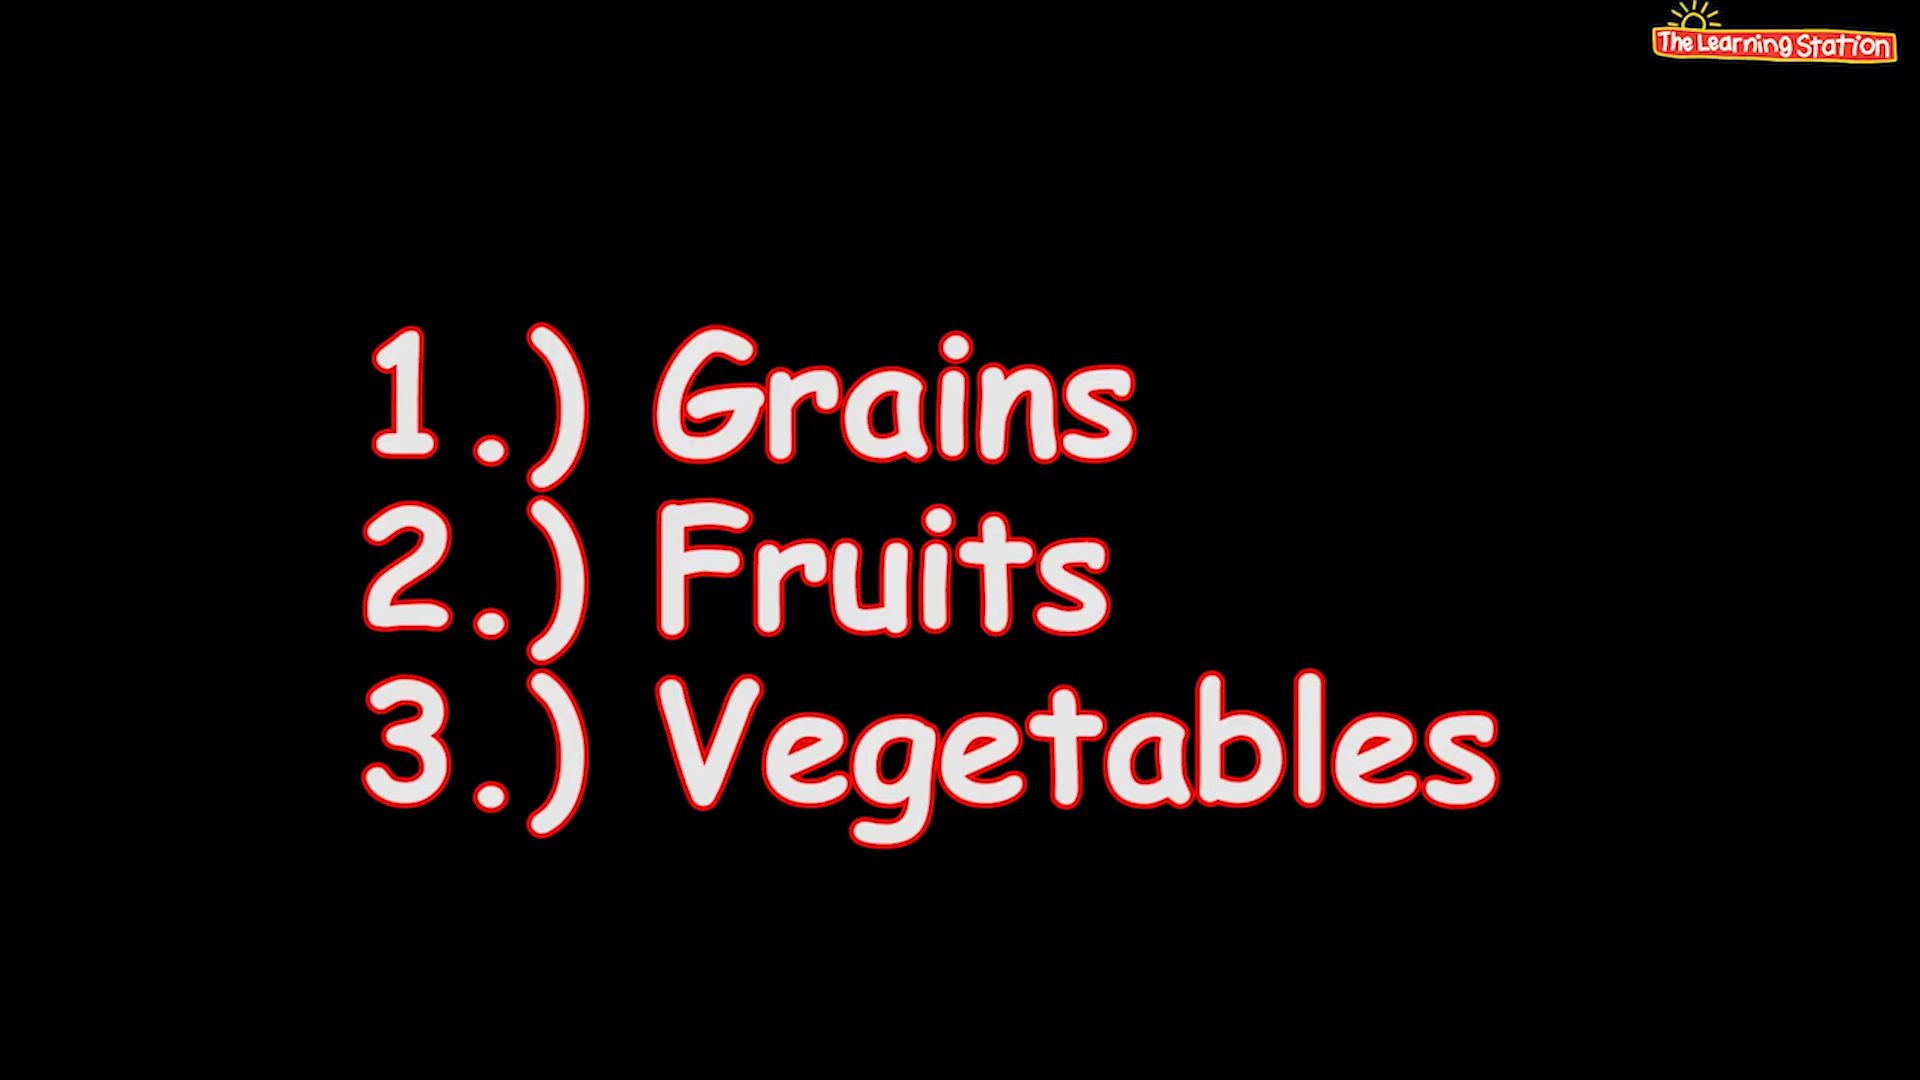 The Learning Station
1.) Grains
2.) Fruits
3.) Vegetables